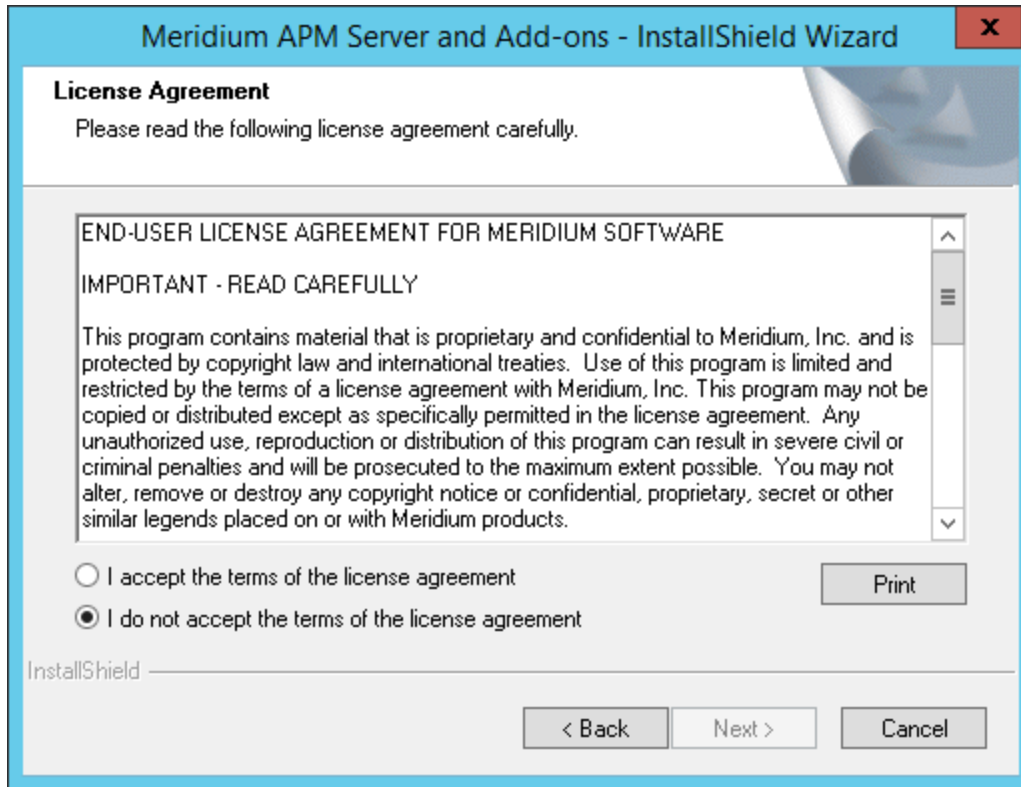 Meridium APM Server and Add-ons - InstallShield Wizard
x
License Agreement
Please read the following license agreement carefully.
END-USER LICENSE AGREEMENT FOR MERIDIUM SOFTWARE
IMPORTANT - READ CAREFULLY
This program contains material that is proprietary and confidential to Meridium, Inc. and is
protected by copyright law and international treaties.  Use of this program is limited and
restricted by the terms of a license agreement with Meridium, Inc. This program may not be
copied or distributed except as specifically permitted in the license agreement.  Any
unauthorized use, reproduction or distribution of this program can result in severe civil or
criminal penalties and will be prosecuted to the maximum extent possible.  You may not
alter, remove or destroy any copyright notice or confidential, proprietary, secret or other
similar legends placed on or with Meridium products.
I accept the terms of the license agreement
Print
I do not accept the terms of the license agreement
InstallShield
< Back
Next >
Cancel